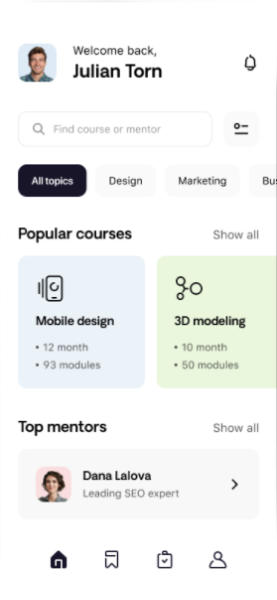 Welcome back,
Julian Torn
Find course or mentor
All topics
Design
Marketing
Bu
Popular courses
Show all
Mobile design
• 12 month
• 93 modules
3D modeling
• 10 month
• 50 modules
Top mentors
Show all
Dana Lalova
Leading SEO expert